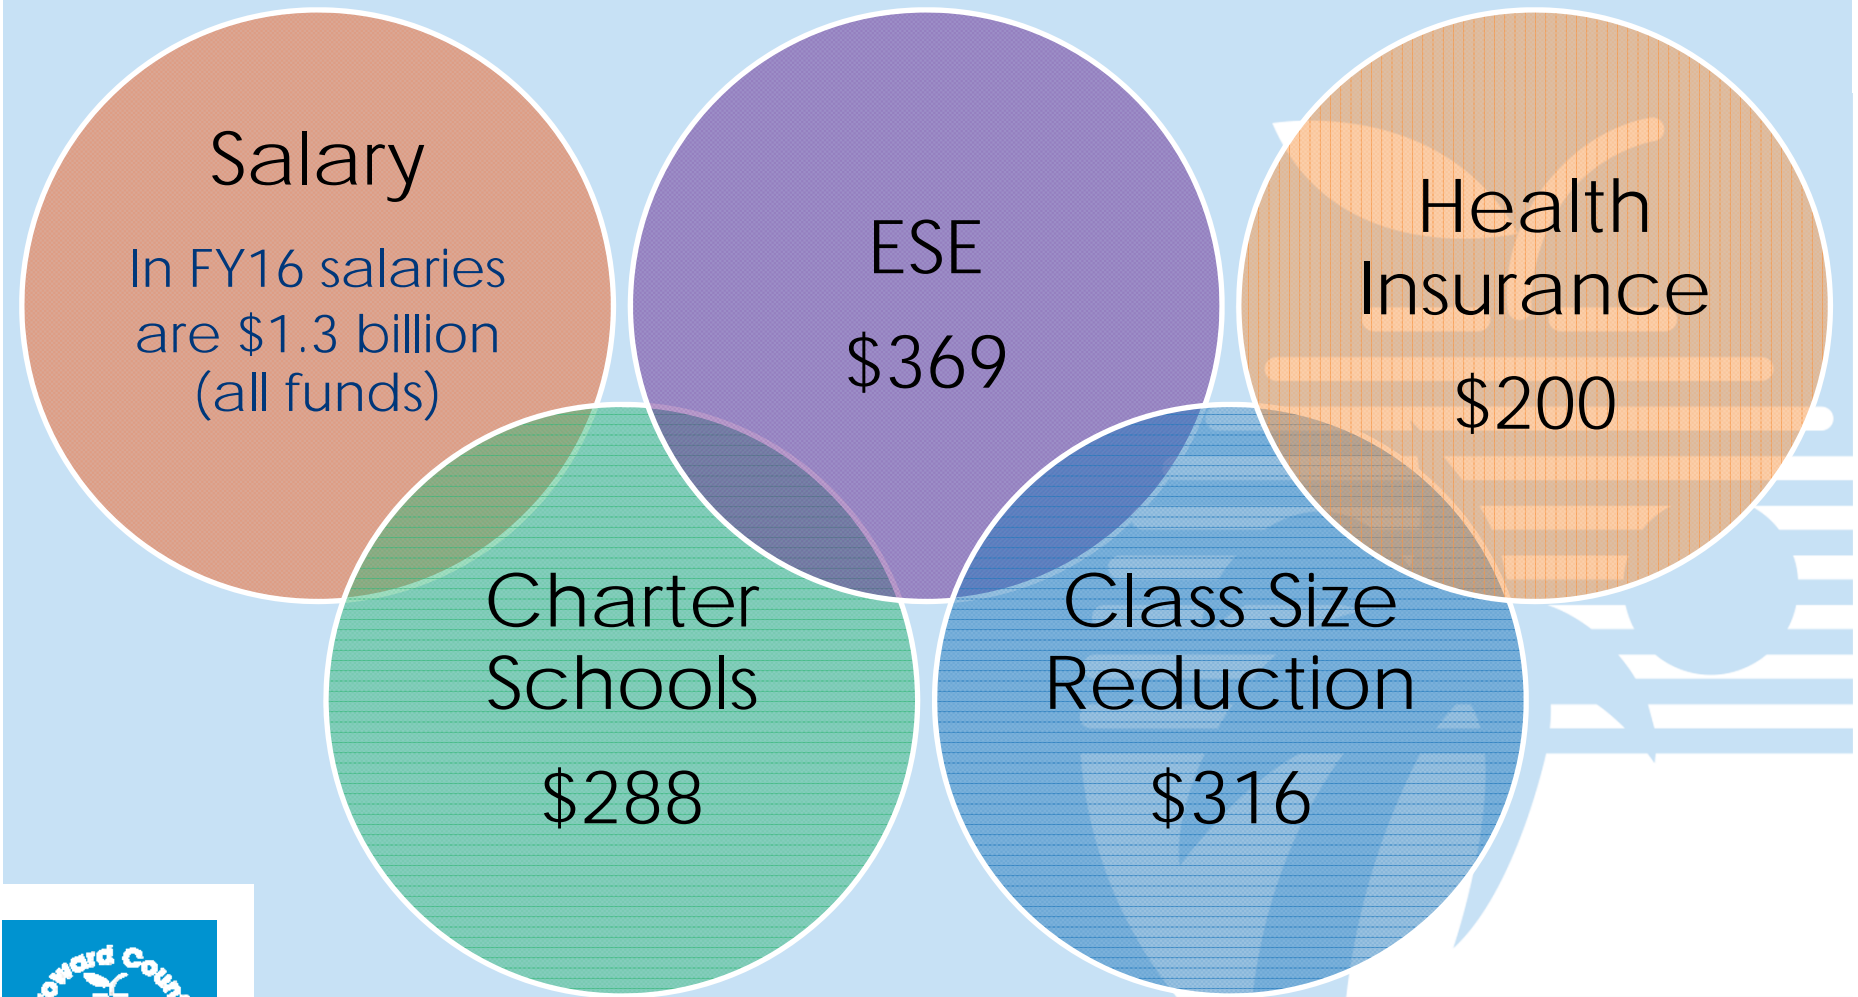 Salary
In FY16 salaries
are $1.3 billion
(all funds)
ESE
$369
Health
Insurance
$200
Charter
Schools
$288
Class Size
Reduction
$316